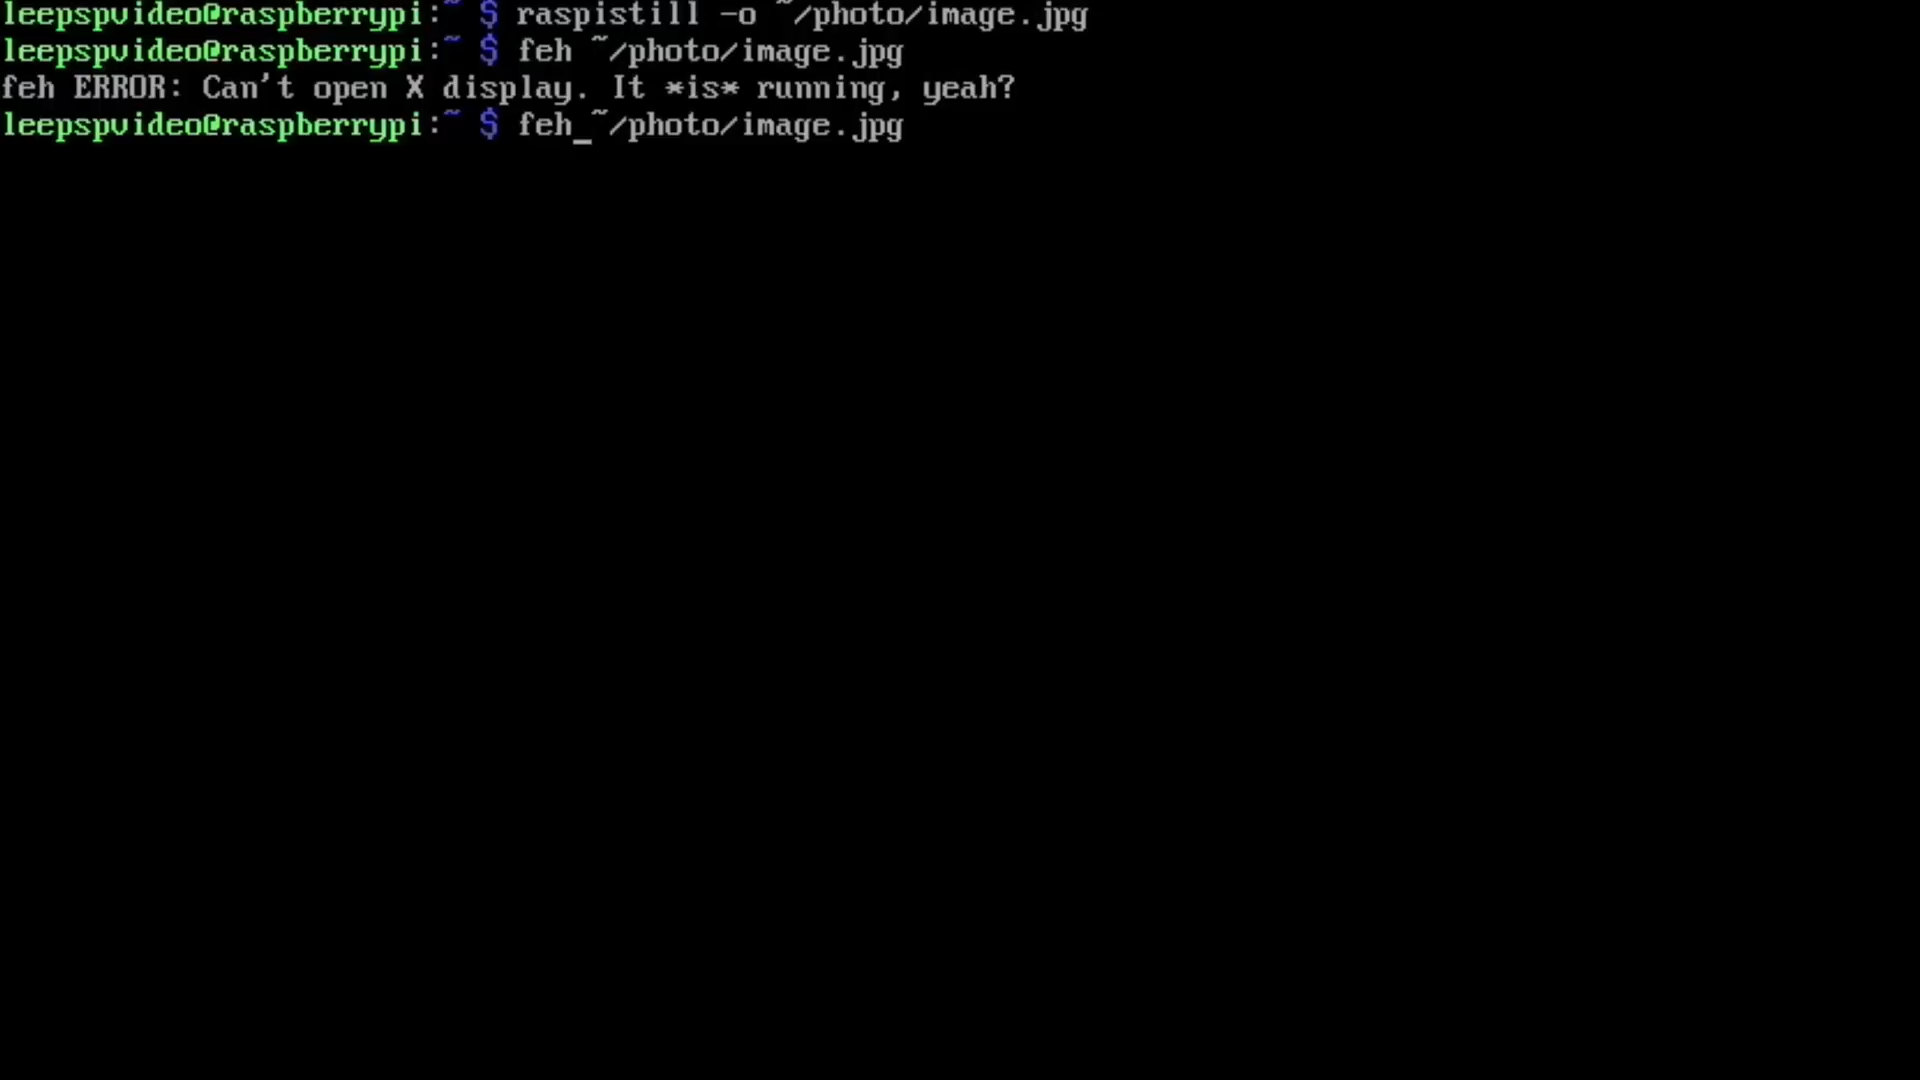 leepspvideo@raspberrypi:~ $ raspistill -o ~/photo/image.jpg
leepspvideo@raspberrypi:~ $ feh ~/photo/image.jpg
feh ERROR: Can't open X display. It *is* running, yeah?
leepspvideo@raspberrypi:~ $ feh_~/photo/image.jpg